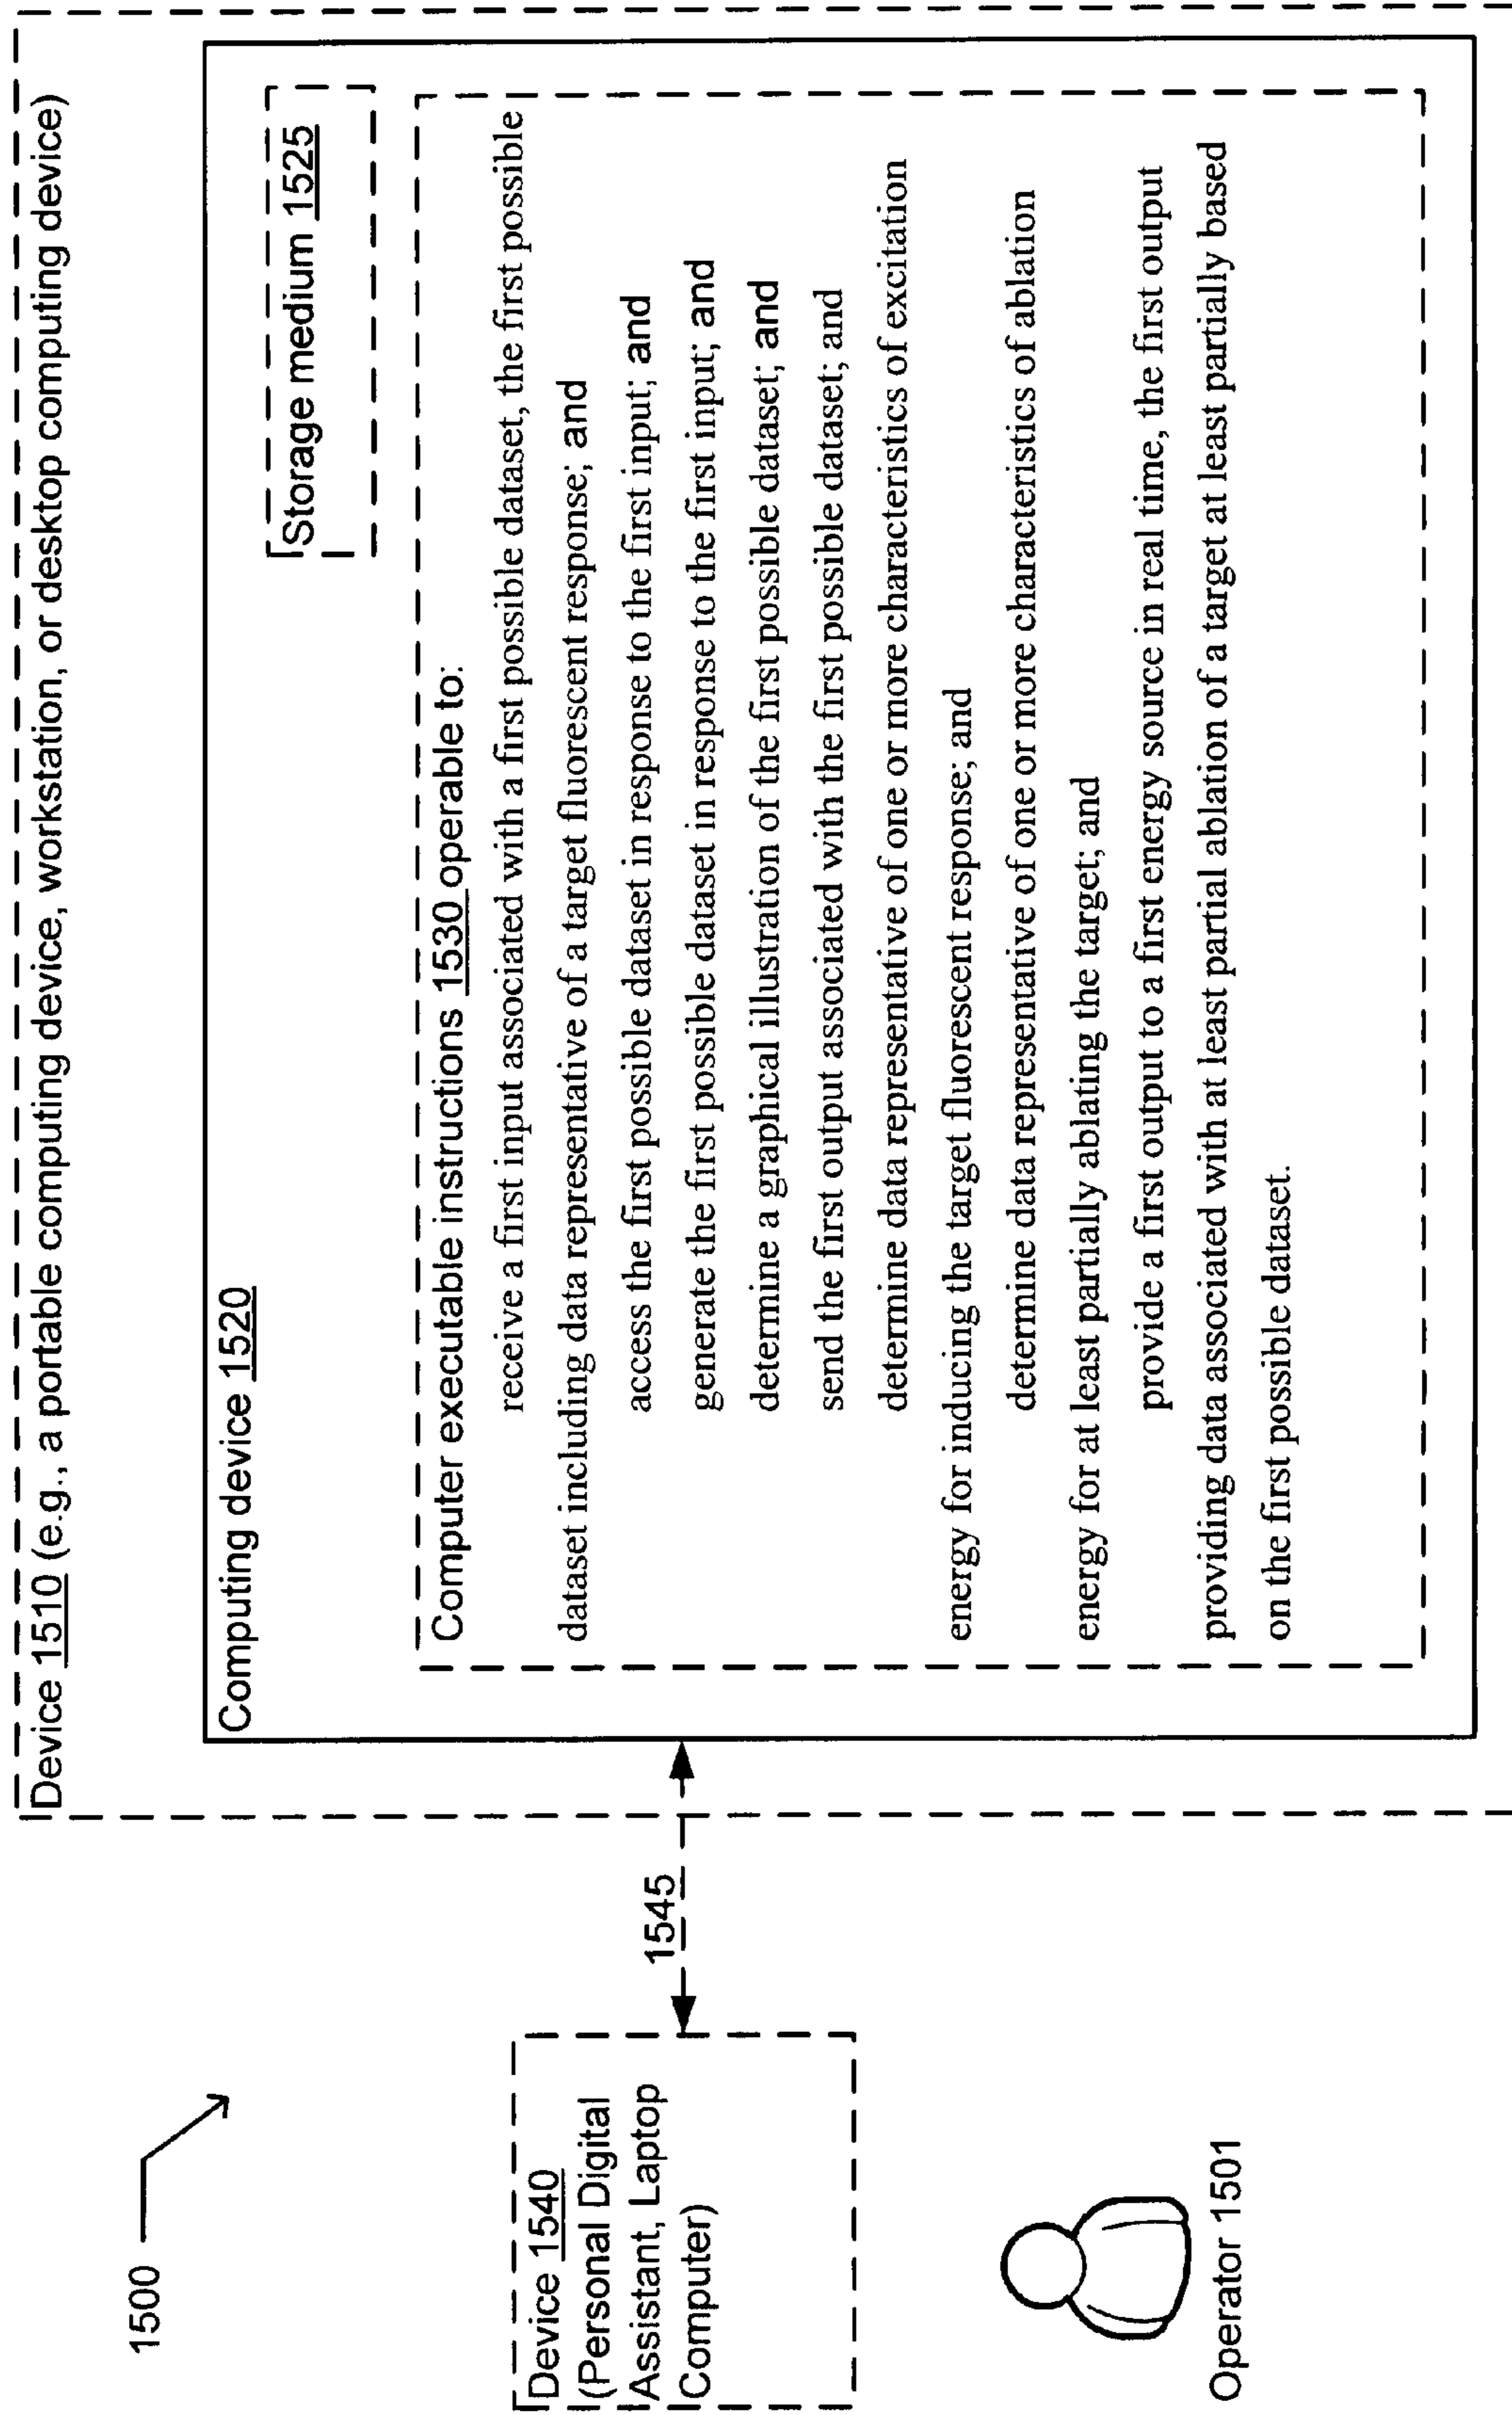 1500
Device 1510 (e.g., a portable computing device, workstation, or desktop computing device)
Computing device 1520
Storage medium 1525
Computer executable instructions 1530 operable to:
receive a first input associated with a first possible dataset, the first possible
dataset including data representative of a target fluorescent response; and
access the first possible dataset in response to the first input; and
generate the first possible dataset in response to the first input; and
determine a graphical illustration of the first possible dataset; and
send the first output associated with the first possible dataset; and
determine data representative of one or more characteristics of excitation
energy for inducing the target fluorescent response; and
determine data representative of one or more characteristics of ablation
energy for at least partially ablating the target; and
provide a first output to a first energy source in real time, the first output
providing data associated with at least partial ablation of a target at least partially based
on the first possible dataset.
1545
Device 1540
(Personal Digital
Assistant, Laptop
Computer)
Operator 1501